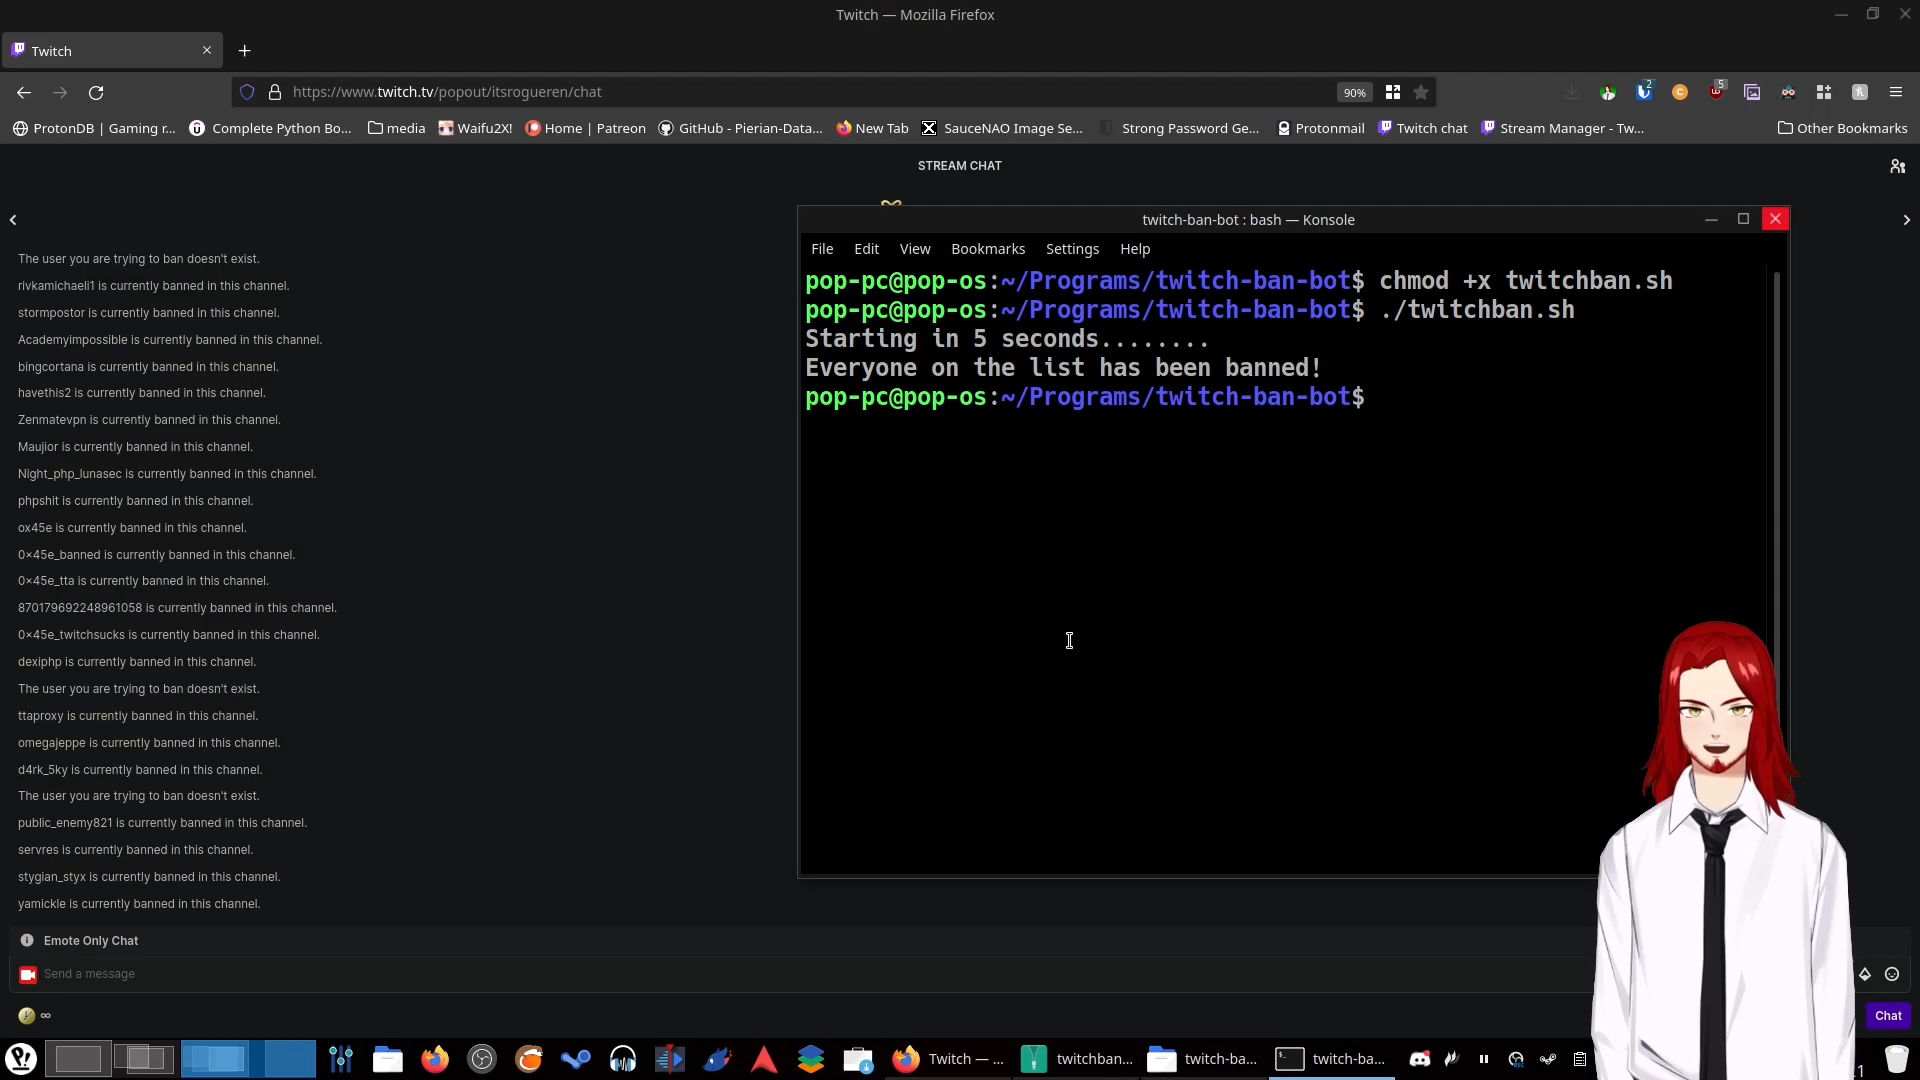 Twitch — Mozilla Firefox
Twitch
https://www.twitch.tv/popout/itsrogueren/chat
90%
2
5
ProtonDB | Gaming r...
Complete Python Bo...
media
Waifu2X!
Home | Patreon
GitHub - Pierian-Data...
New Tab
SauceNAO Image Se...
Strong Password Ge...
Protonmail
Twitch chat
Stream Manager - Tw...
Other Bookmarks
STREAM CHAT
The user you are trying to ban doesn't exist.
rivkamichaeli1 is currently banned in this channel.
stormpostor is currently banned in this channel.
Academyimpossible is currently banned in this channel.
bingcortana is currently banned in this channel.
havethis2 is currently banned in this channel.
Zenmatevpn is currently banned in this channel.
Maujior is currently banned in this channel.
Night_php_lunasec is currently banned in this channel.
phpshit is currently banned in this channel.
ox45e is currently banned in this channel.
0x45e_banned is currently banned in this channel.
0x45e_tta is currently banned in this channel.
870179692248961058 is currently banned in this channel.
0x45e_twitchsucks is currently banned in this channel.
dexiphp is currently banned in this channel.
The user you are trying to ban doesn't exist.
ttaproxy is currently banned in this channel.
omegajeppe is currently banned in this channel.
d4rk_5ky is currently banned in this channel.
The user you are trying to ban doesn't exist.
public_enemy821 is currently banned in this channel.
servres is currently banned in this channel.
stygian_styx is currently banned in this channel.
yamickle is currently banned in this channel.
Emote Only Chat
Send a message
∞
Chat
twitch-ban-bot : bash — Konsole
File Edit View Bookmarks Settings Help
pop-pc@pop-os:~/Programs/twitch-ban-bot$ chmod +x twitchban.sh
pop-pc@pop-os:~/Programs/twitch-ban-bot$ ./twitchban.sh
Starting in 5 seconds........
Everyone on the list has been banned!
pop-pc@pop-os:~/Programs/twitch-ban-bot$
Twitch — ...
twitchban...
twitch-ba...
twitch-ba...